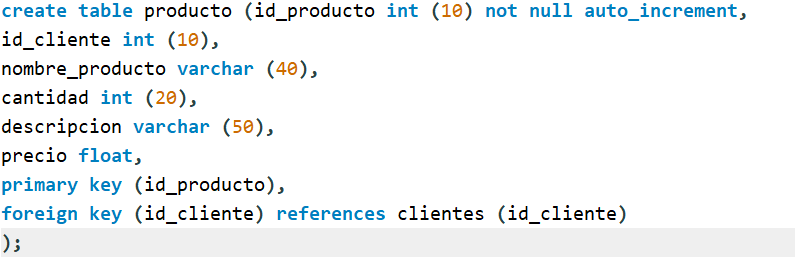 create table producto (id_producto int (10) not null auto_increment,
id_cliente int (10),
nombre_producto varchar (40),
cantidad int (20),
descripcion varchar (50),
precio float,
primary key (id_producto),
foreign key (id_cliente) references clientes (id_cliente)
);